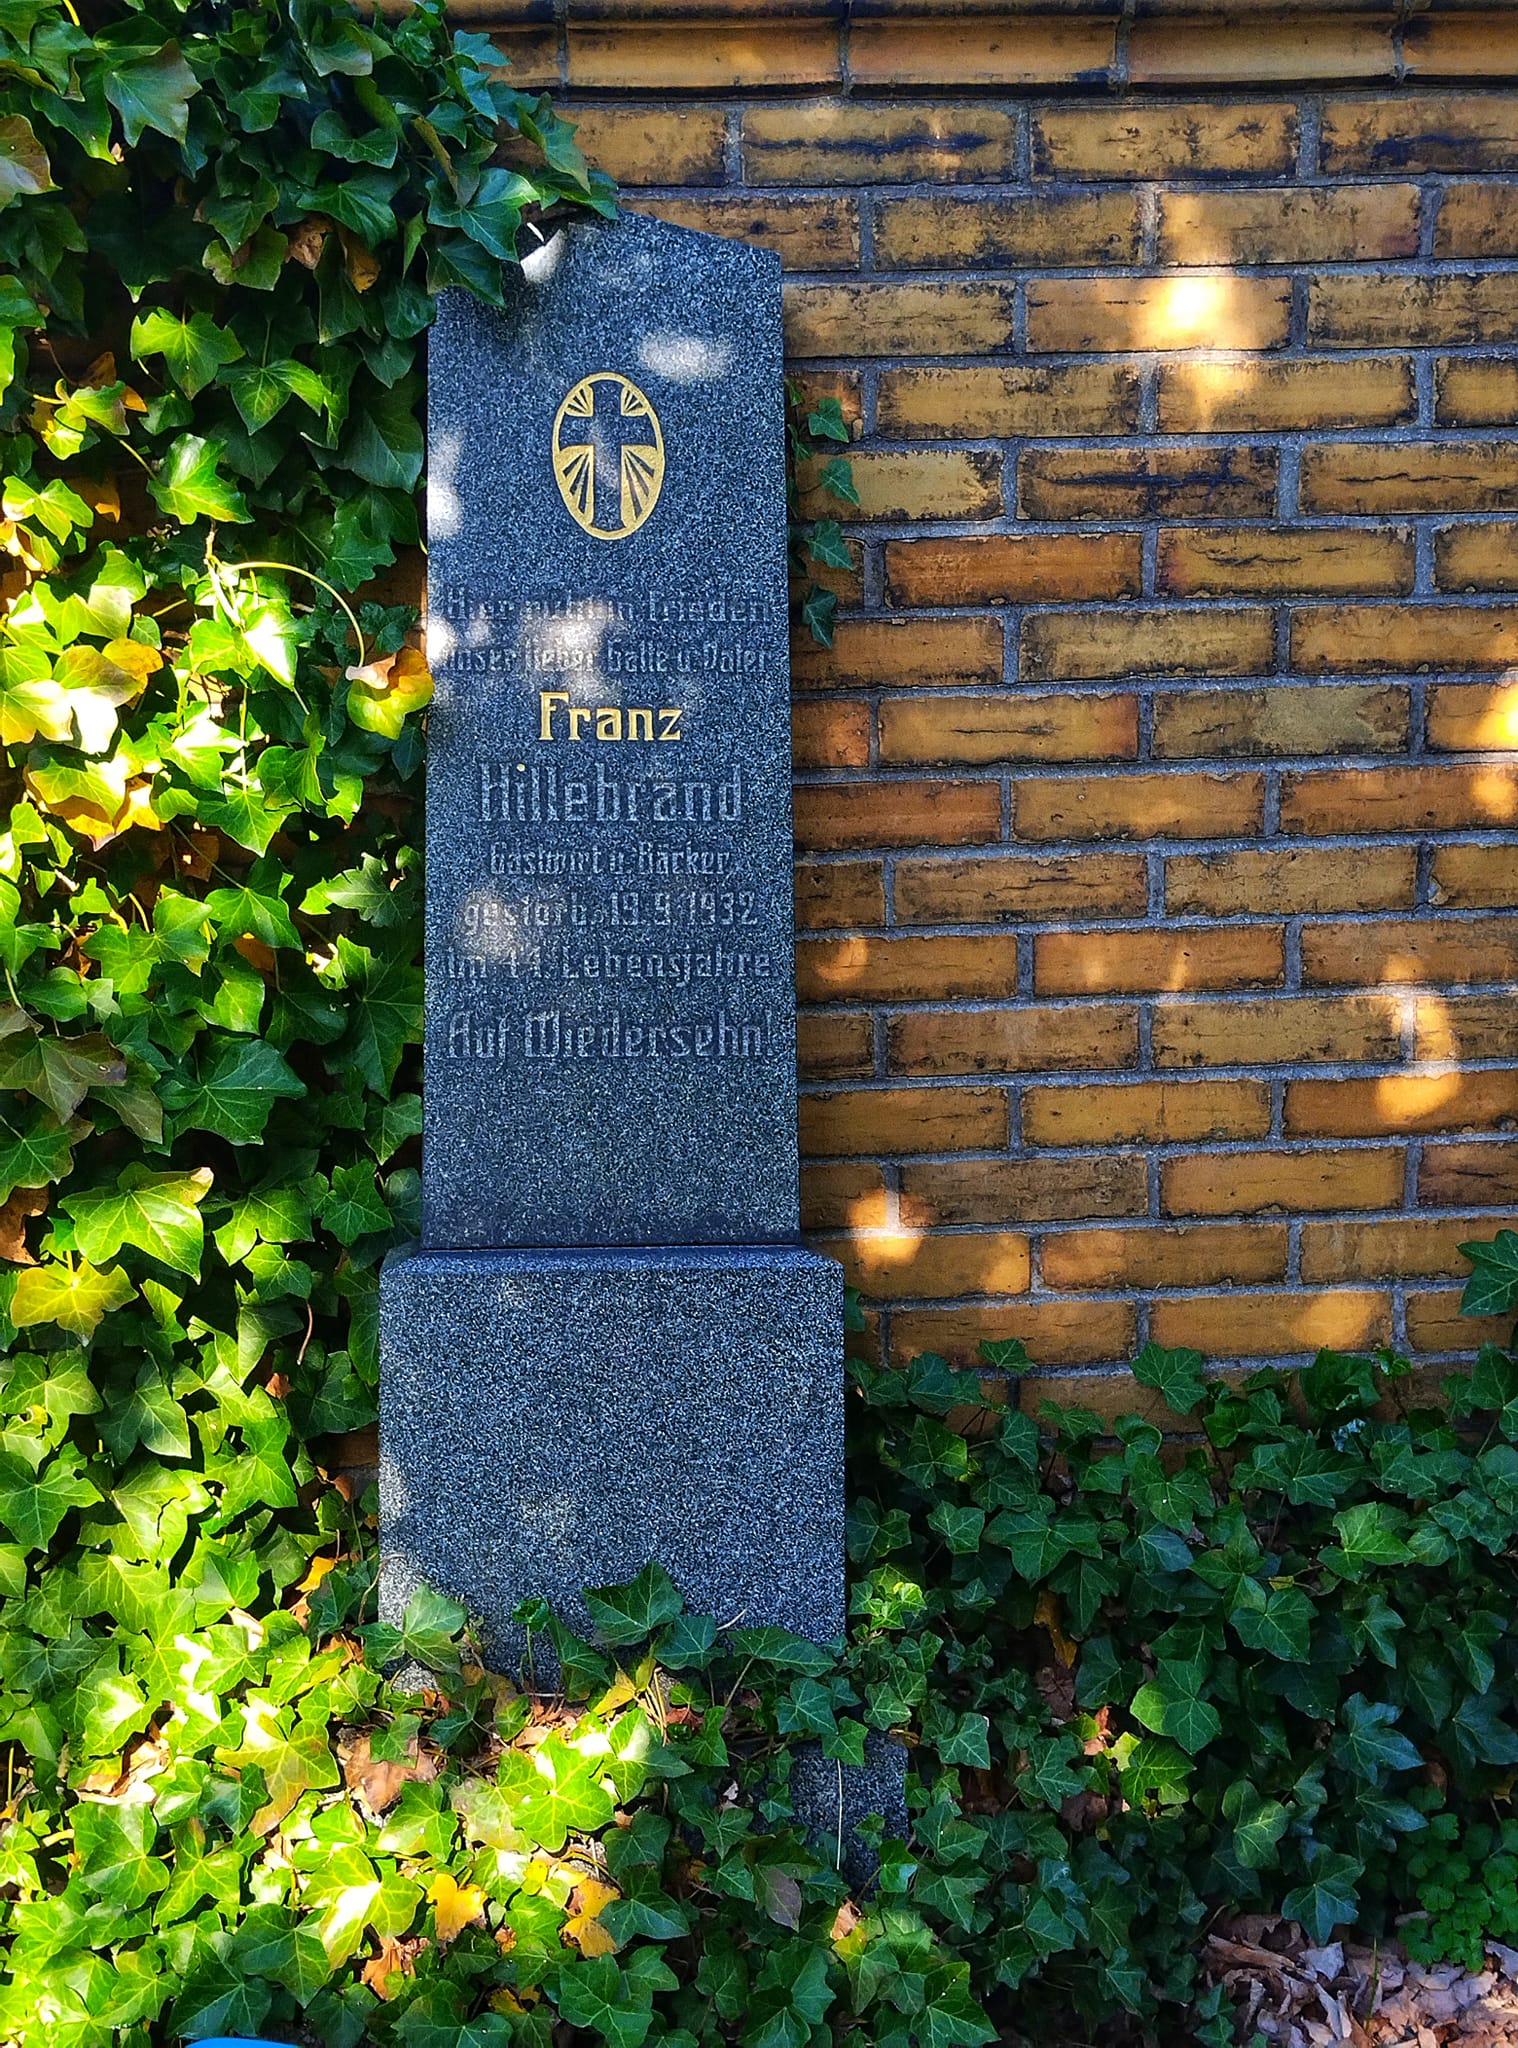 Hier ruht in Frieden
unser lieber Gatte u. Vater
Franz
Hillebrand
Gastwirt u. Bäcker
gestorb. 19.9.1932
im Lebensjahre
Auf Wiedersehn!